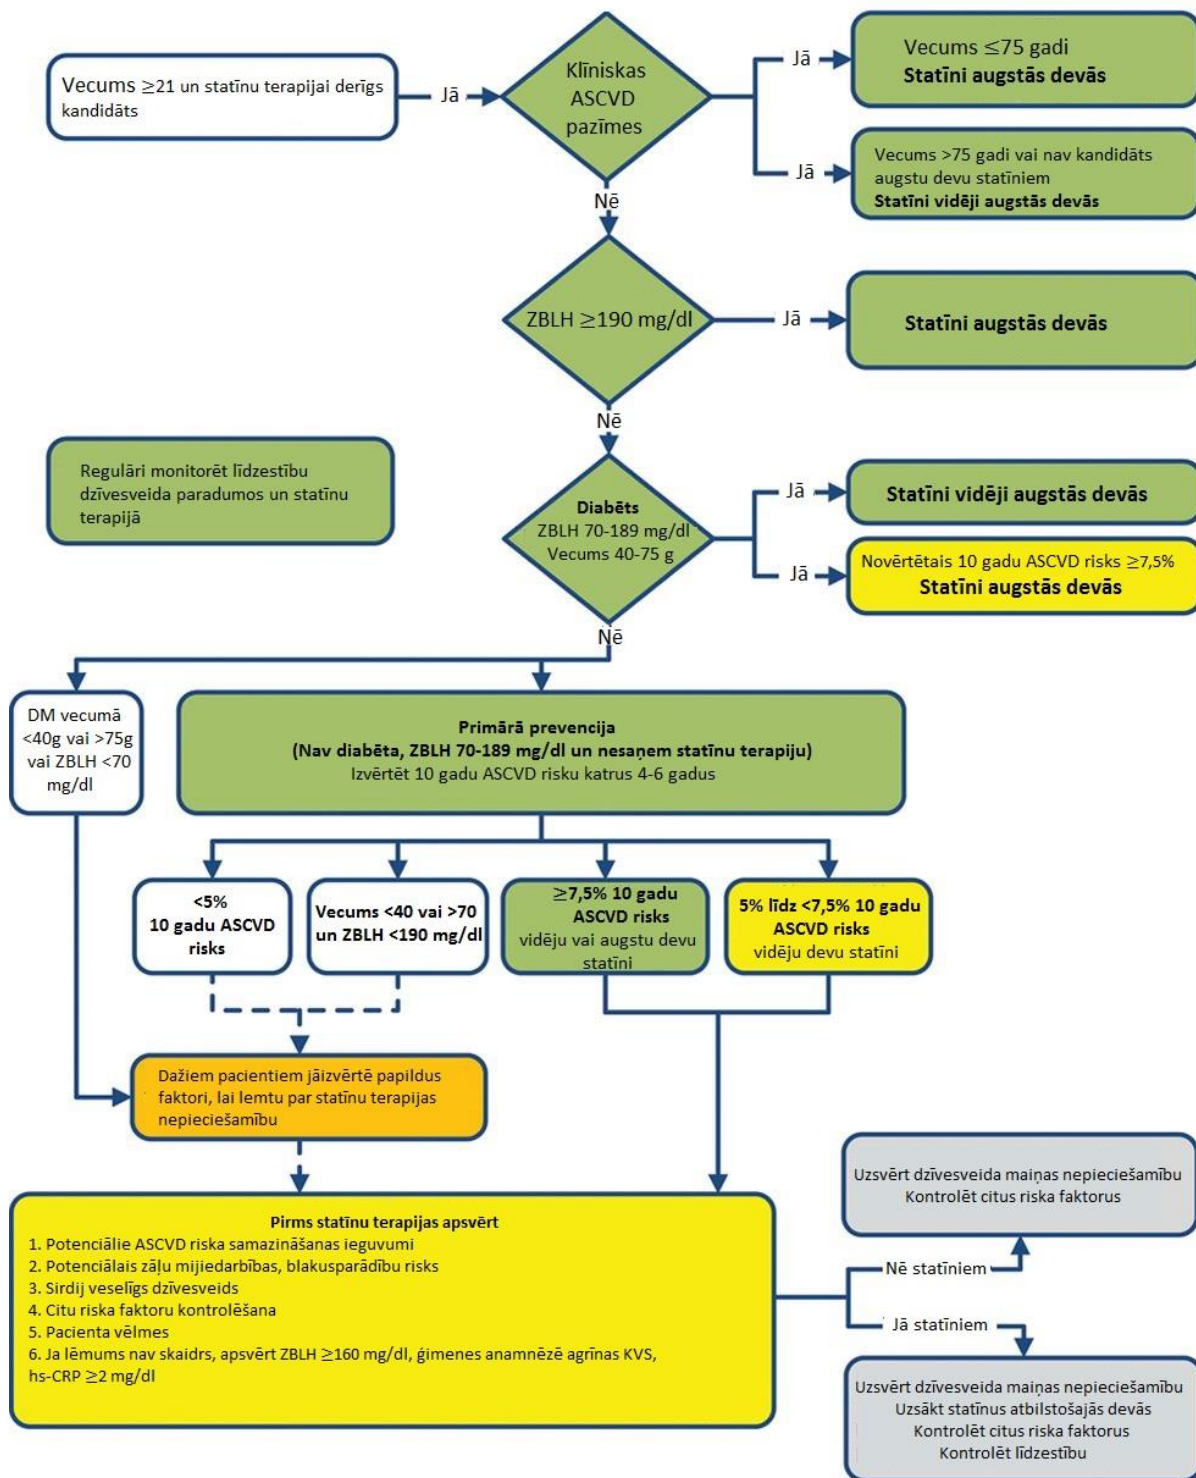 Vecums ≥21 un statīnu terapijai derīgs
kandidāts
Jā
Klīniskas
ASCVD
pazīmes
Jā
Vecums ≤75 gadi
Statīni augstās devās
Jā
Vecums >75 gadi vai nav kandidāts
augstu devu statīniem
Statīni vidēji augstās devās
Nē
ZBLH ≥190 mg/dl
Jā
Statīni augstās devās
Nē
Regulāri monitorēt līdzestību
dzīvesveida paradumos un statīnu
terapijā
Diabēts
ZBLH 70-189 mg/dl
Vecums 40-75 g
Jā
Statīni vidēji augstās devās
Jā
Novērtētais 10 gadu ASCVD risks ≥7,5%
Statīni augstās devās
Nē
DM vecumā
<40g vai >75g
vai ZBLH <70
mg/dl
Primārā prevencija
(Nav diabēta, ZBLH 70-189 mg/dl un nesaņem statīnu terapiju)
Izvērtēt 10 gadu ASCVD risku katrus 4-6 gadus
<5%
10 gadu ASCVD
risks
Vecums <40 vai >70
un ZBLH <190 mg/dl
≥7,5% 10 gadu
ASCVD risks
vidēju vai augstu devu
statīni
5% līdz <7,5% 10 gadu
ASCVD risks
vidēju devu statīni
Dažiem pacientiem jāizvērtē papildus
faktori, lai lemtu par statīnu terapijas
nepieciešamību
Pirms statīnu terapijas apsvērt
1. Potenciālie ASCVD riska samazināšanas ieguvumi
2. Potenciālais zāļu mijiedarbības, blakusparādību risks
3. Sirdij veselīgs dzīvesveids
4. Citu riska faktoru kontrolēšana
5. Pacienta vēlmes
6. Ja lēmums nav skaidrs, apsvērt ZBLH ≥160 mg/dl, ģimenes anamnēzē agrīnas KVS,
hs-CRP ≥2 mg/dl
Nē statīniem
Uzsvērt dzīvesveida maiņas nepieciešamību
Kontrolēt citus riska faktorus
Jā statīniem
Uzsvērt dzīvesveida maiņas nepieciešamību
Uzsākt statīnus atbilstošajās devās
Kontrolēt citus riska faktorus
Kontrolēt līdzestību